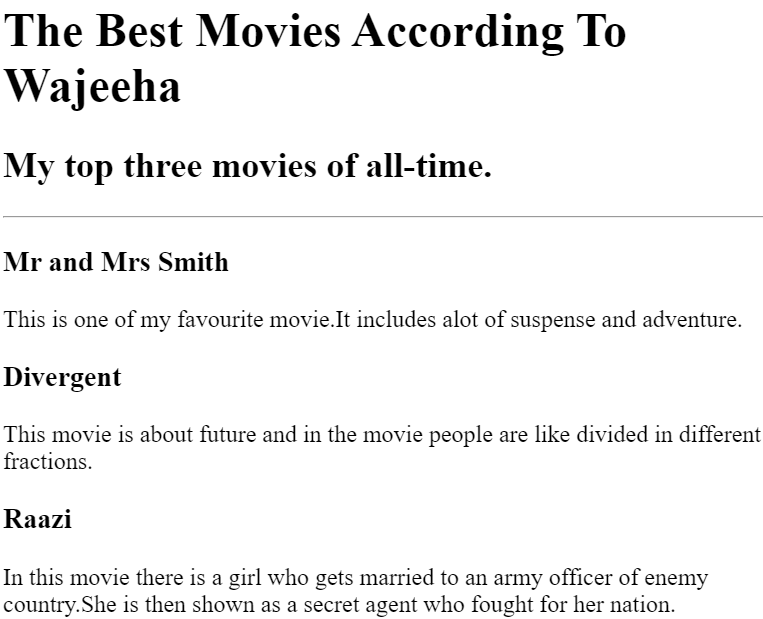 The Best Movies According To
Wajeeha
My top three movies of all-time.
Mr and Mrs Smith
This is one of my favourite movie.It includes alot of suspense and adventure.
Divergent
This movie is about future and in the movie people are like divided in different
fractions.
Raazi
In this movie there is a girl who gets married to an army officer of enemy
country.She is then shown as a secret agent who fought for her nation.